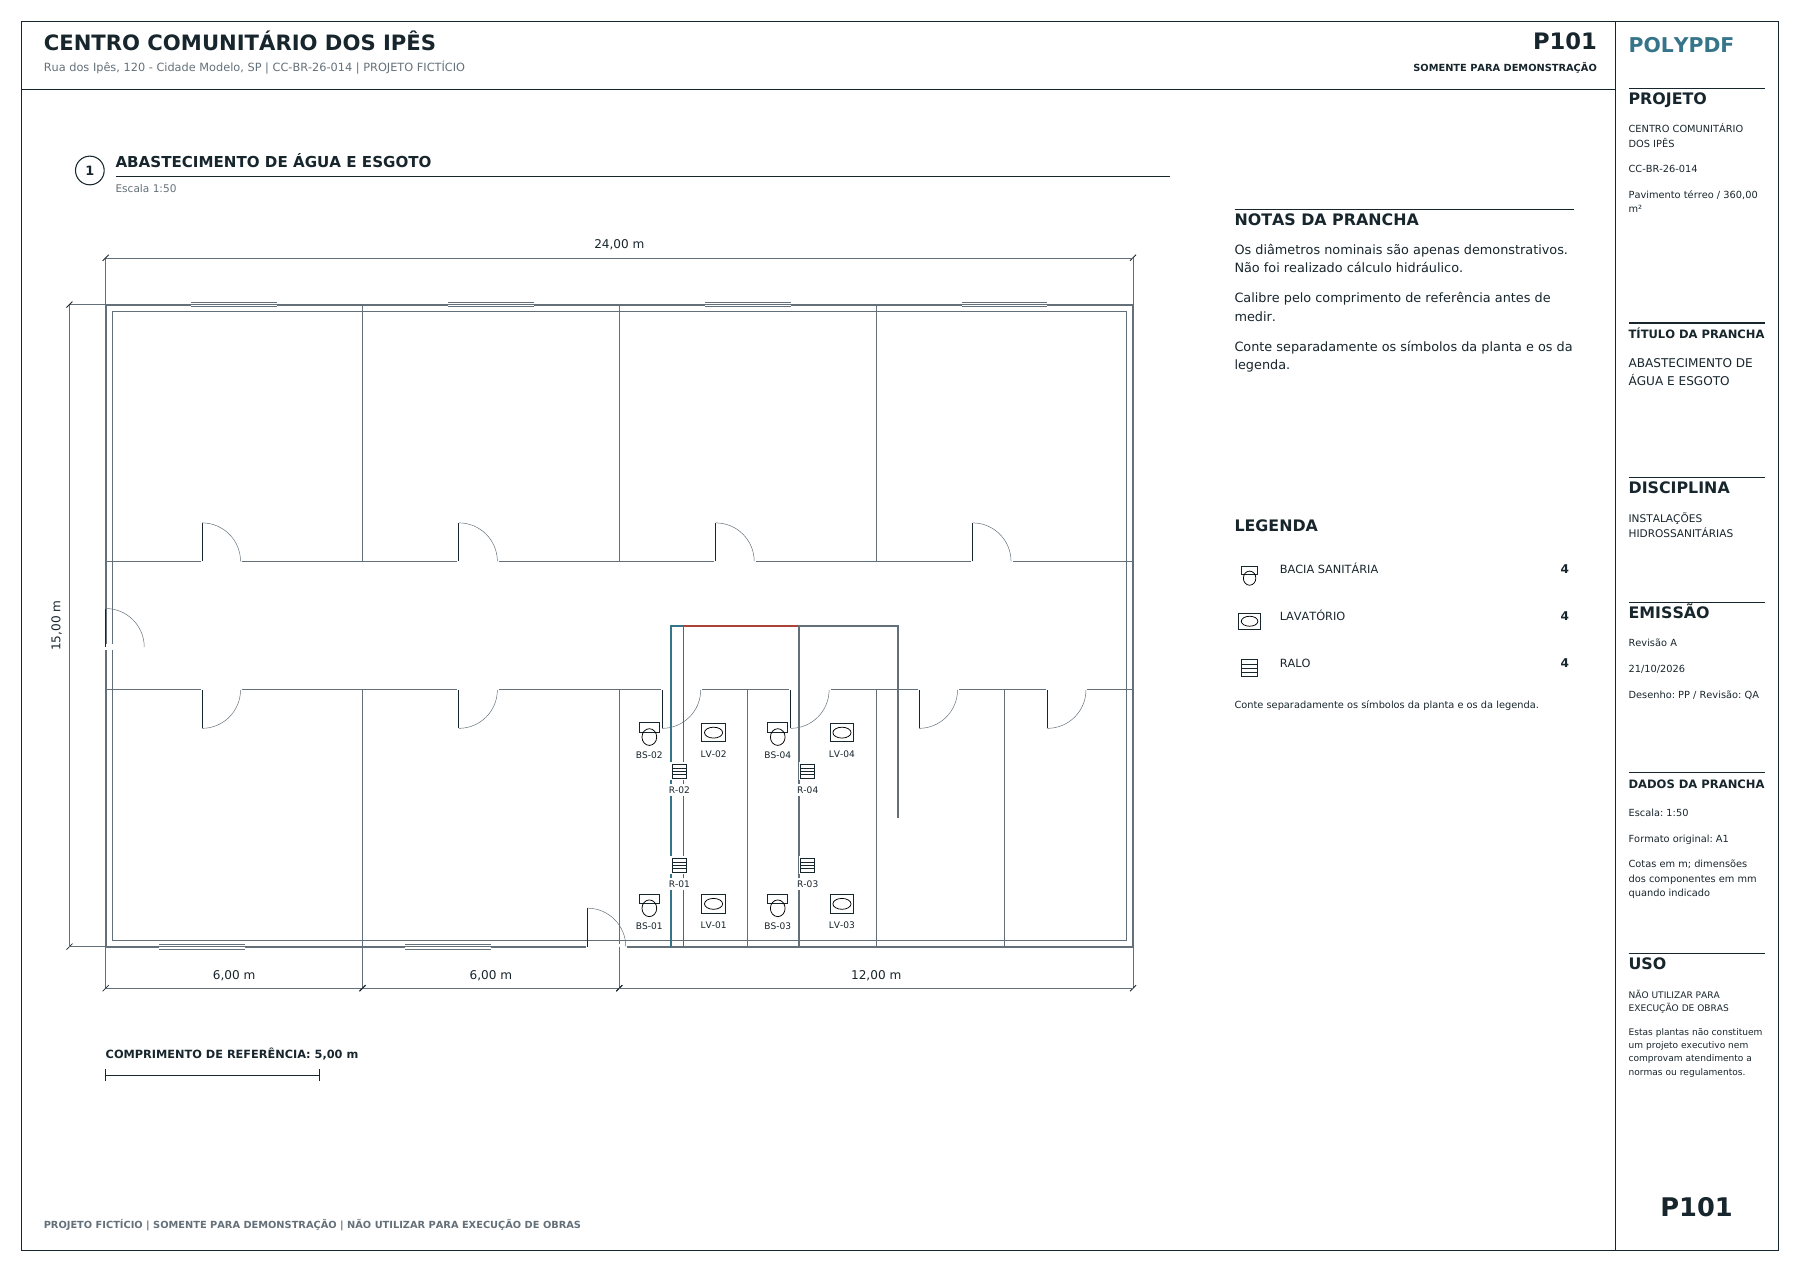 CENTRO COMUNITÁRIO DOS IPÊS
Rua dos Ipês, 120 - Cidade Modelo, SP | CC-BR-26-014 | PROJETO FICTÍCIO
P101
SOMENTE PARA DEMONSTRAÇÃO
1
ABASTECIMENTO DE ÁGUA E ESGOTO
Escala 1:50
24,00 m
15,00 m
BS-02
LV-02
BS-04
LV-04
R-02
R-04
R-01
R-03
BS-01
LV-01
BS-03
LV-03
6,00 m
6,00 m
12,00 m
COMPRIMENTO DE REFERÊNCIA: 5,00 m
NOTAS DA PRANCHA
Os diâmetros nominais são apenas demonstrativos.
Não foi realizado cálculo hidráulico.
Calibre pelo comprimento de referência antes de
medir.
Conte separadamente os símbolos da planta e os da
legenda.
LEGENDA
BACIA SANITÁRIA 4
LAVATÓRIO 4
RALO 4
Conte separadamente os símbolos da planta e os da legenda.
POLYPDF
PROJETO
CENTRO COMUNITÁRIO
DOS IPÊS
CC-BR-26-014
Pavimento térreo / 360,00
m²
TÍTULO DA PRANCHA
ABASTECIMENTO DE
ÁGUA E ESGOTO
DISCIPLINA
INSTALAÇÕES
HIDROSSANITÁRIAS
EMISSÃO
Revisão A
21/10/2026
Desenho: PP / Revisão: QA
DADOS DA PRANCHA
Escala: 1:50
Formato original: A1
Cotas em m; dimensões
dos componentes em mm
quando indicado
USO
NÃO UTILIZAR PARA
EXECUÇÃO DE OBRAS
Estas plantas não constituem
um projeto executivo nem
comprovam atendimento a
normas ou regulamentos.
P101
PROJETO FICTÍCIO | SOMENTE PARA DEMONSTRAÇÃO | NÃO UTILIZAR PARA EXECUÇÃO DE OBRAS